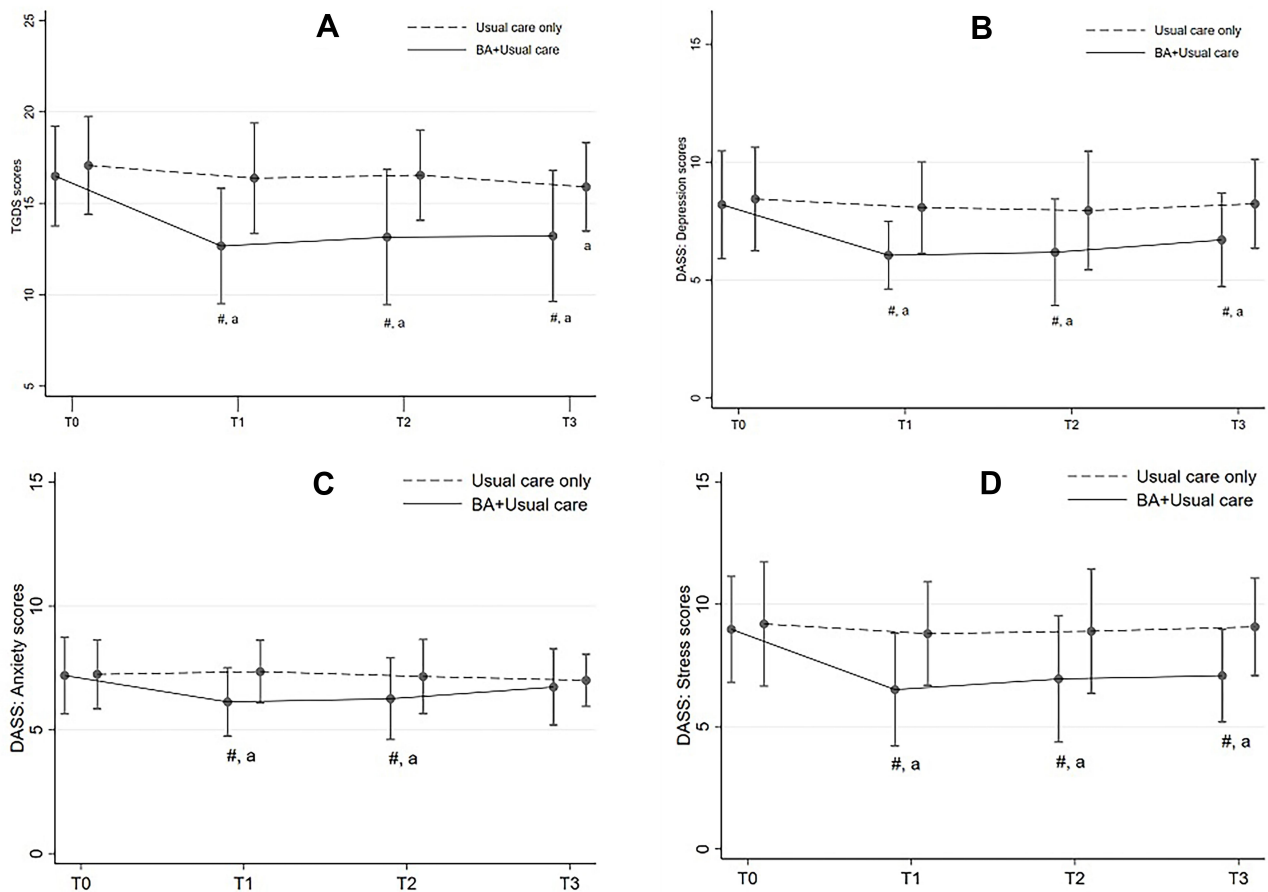 A
Usual care only
BA+Usual care
TGDS scores
25
20
15
10
5
#, a
#, a
#, a
a
T0 T1 T2 T3
B
Usual care only
BA+Usual care
DASS: Depression scores
15
10
5
0
#, a
#, a
#, a
T0 T1 T2 T3
C
Usual care only
BA+Usual care
DASS: Anxiety scores
15
10
5
0
#, a
#, a
T0 T1 T2 T3
D
Usual care only
BA+Usual care
DASS: Stress scores
15
10
5
0
#, a
#, a
#, a
T0 T1 T2 T3